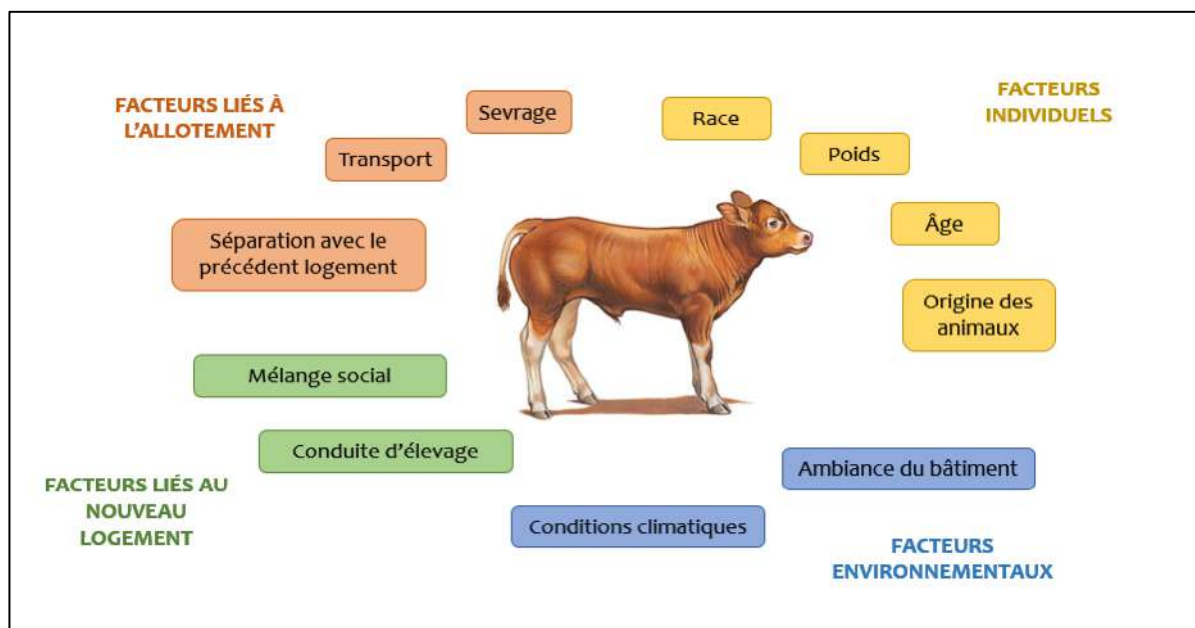 FACTEURS LIÉS À
L'ALLOTEMENT
Sevrage
Transport
Séparation avec le
précédent logement
Race
FACTEURS
INDIVIDUELS
Poids
Âge
Origine des
animaux
Mélange social
Conduite d'élevage
FACTEURS LIÉS AU
NOUVEAU
LOGEMENT
Ambiance du bâtiment
Conditions climatiques
FACTEURS
ENVIRONNEMENTAUX